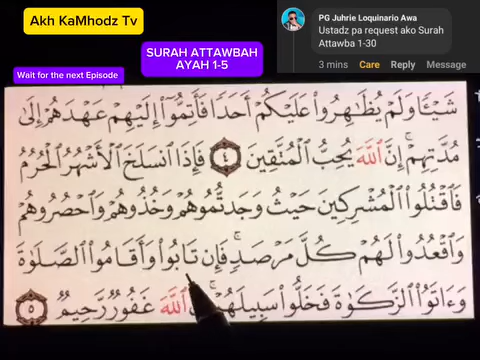 Akh KaMhodz Tv
PG Juhrie Loquinario Awa
Ustadz pa request ako Surah
Attawba 1-30
3 mins Care Reply Message
SURAH ATTAWBAH
AYAH 1-5
Wait for the next Episode
شَيْـًٔا وَلَمْ يُظَـٰهِرُوا۟ عَلَيْكُمْ أَحَدًا فَأَتِمُّوٓا۟ إِلَيْهِمْ عَهْدَهُمْ إِلَىٰ
مُدَّتِهِمْ ۚ إِنَّ ٱللَّهَ يُحِبُّ ٱلْمُتَّقِينَ ٤ فَإِذَا ٱنسَلَخَ ٱلْأَشْهُرُ ٱلْحُرُمُ
فَٱقْتُلُوا۟ ٱلْمُشْرِكِينَ حَيْثُ وَجَدتُّمُوهُمْ وَخُذُوهُمْ وَٱحْصُرُوهُمْ
وَٱقْعُدُوا۟ لَهُمْ كُلَّ مَرْصَدٍ ۚ فَإِن تَابُوا۟ وَأَقَامُوا۟ ٱلصَّلَوٰةَ
وَءَاتَوُا۟ ٱلزَّكَوٰةَ فَخَلُّوا۟ سَبِيلَهُمْ ۚ ٱللَّهَ غَفُورٌ رَّحِيمٌ ٥